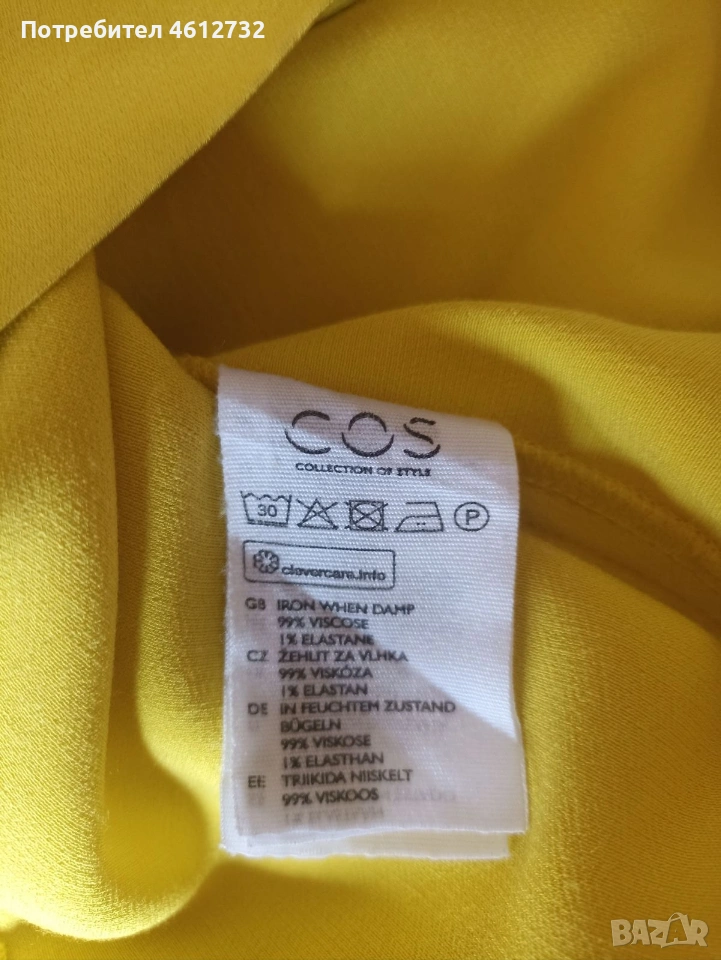 Потребител 4612732
COS
COLLECTION OF STYLE
30 P
clevercare.info
GB IRON WHEN DAMP
99% VISCOSE
1% ELASTANE
CZ ŽEHLIT ZA VLHKA
99% VISKÓZA
1% ELASTAN
DE IN FEUCHTEM ZUSTAND
BÜGELN
99% VISKOSE
1% ELASTHAN
EE TRIIKIDA NIISKELT
99% VISKOOS
BAZAR